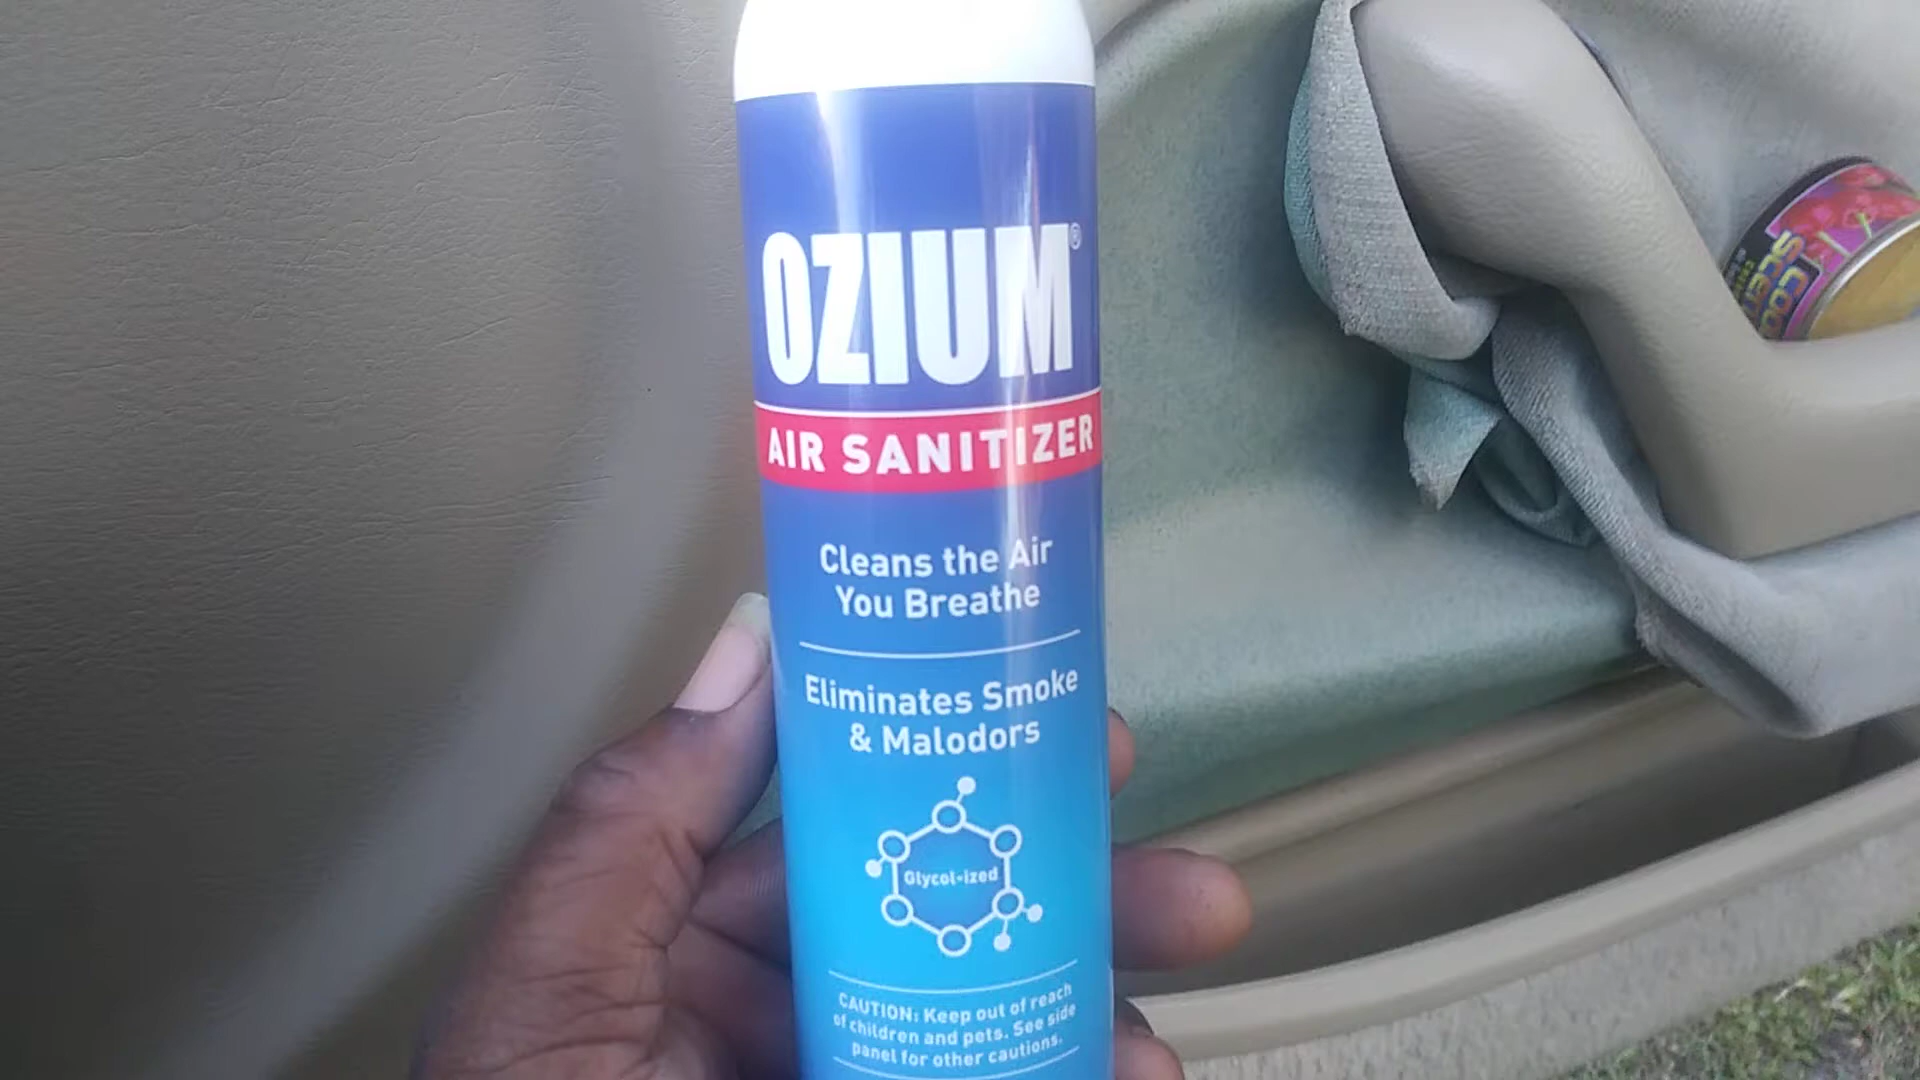 OZIUM®
AIR SANITIZER
Cleans the Air
You Breathe
Eliminates Smoke
& Malodors
Glycol-ized
CAUTION: Keep out of reach
of children and pets. See side
panel for other cautions.